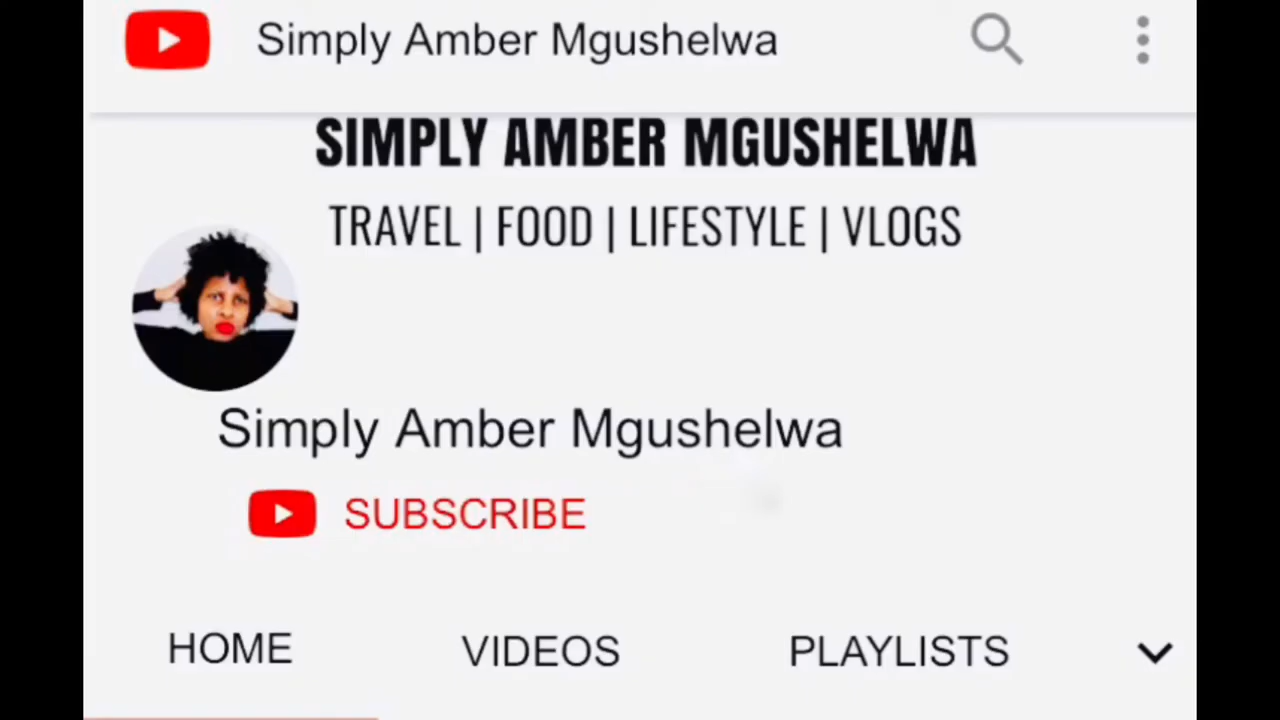 Simply Amber Mgushelwa
SIMPLY AMBER MGUSHELWA
TRAVEL | FOOD | LIFESTYLE | VLOGS
Simply Amber Mgushelwa
SUBSCRIBE
HOME VIDEOS PLAYLISTS